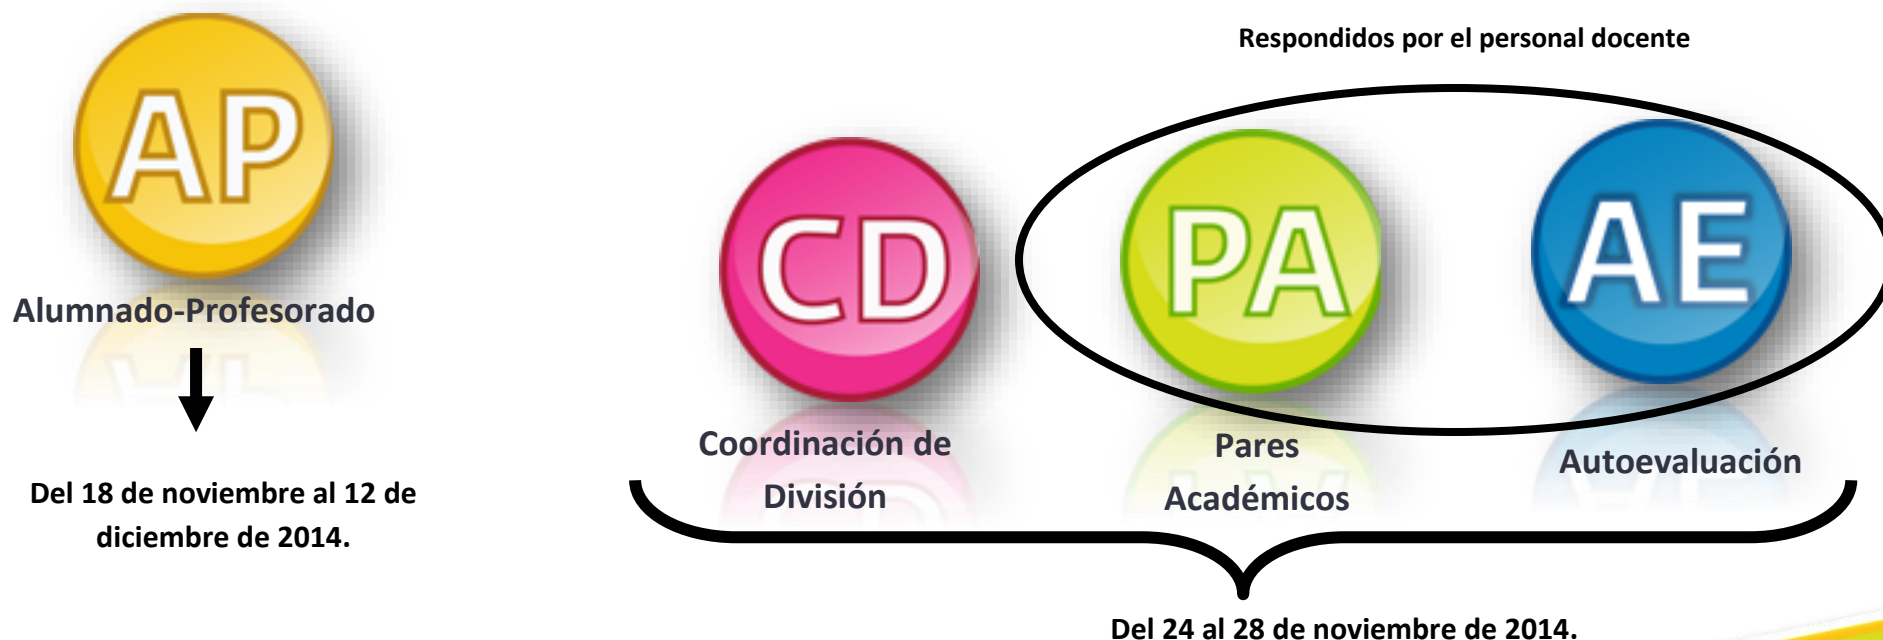 AP
Alumnado-Profesorado
Del 18 de noviembre al 12 de
diciembre de 2014.
Respondidos por el personal docente
CD
PA
AE
Coordinación de
División
Pares
Académicos
Autoevaluación
Del 24 al 28 de noviembre de 2014.